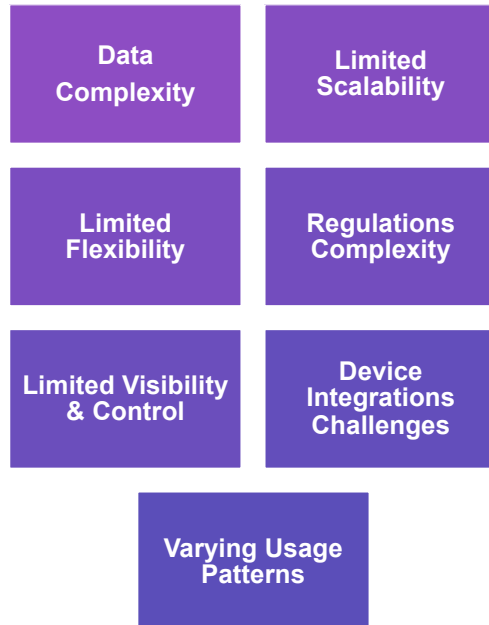 Data
Complexity
Limited
Scalability
Limited
Flexibility
Regulations
Complexity
Limited Visibility
& Control
Device
Integrations
Challenges
Varying Usage
Patterns